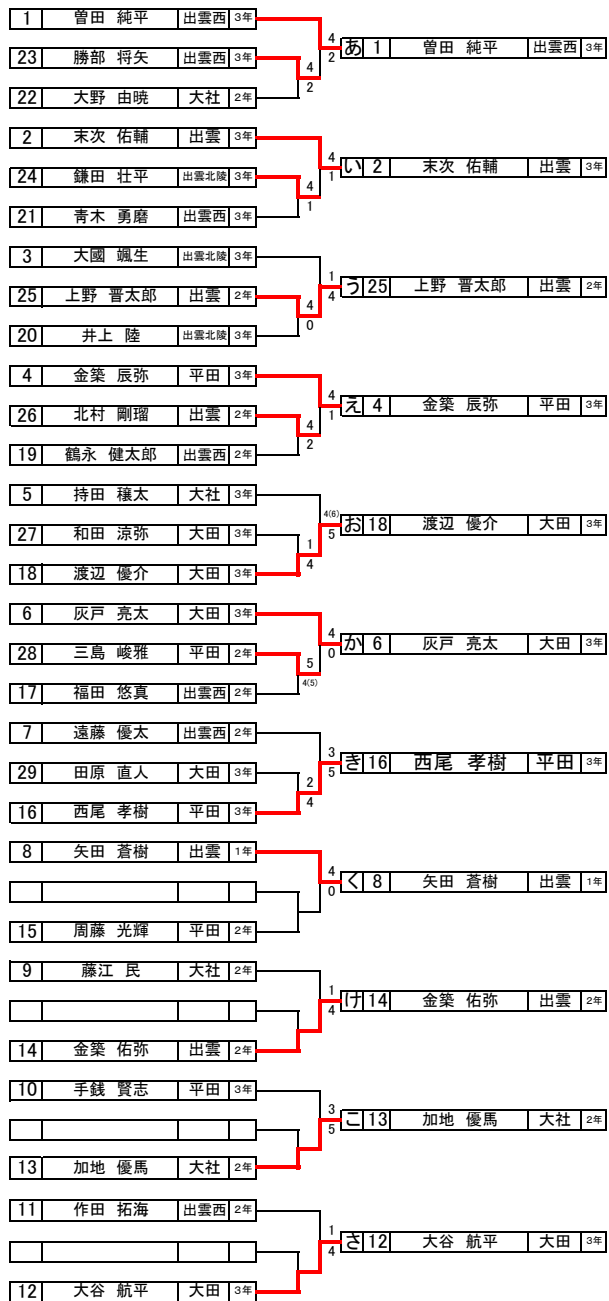 1 曽田 純平 出雲西 3年
4
あ 1 曽田 純平 出雲西 3年
2
23 勝部 将矢 出雲西 3年
4
2
22 大野 由暁 大社 2年
2 末次 佑輔 出雲 3年
4
い 2 末次 佑輔 出雲 3年
1
24 鎌田 壮平 出雲北陵 3年
4
1
21 青木 勇磨 出雲西 3年
3 大國 颯生 出雲北陵 3年
1
う 25 上野 晋太郎 出雲 2年
4
25 上野 晋太郎 出雲 2年
4
0
20 井上 陸 出雲北陵 3年
4 金築 辰弥 平田 3年
4
え 4 金築 辰弥 平田 3年
1
26 北村 剛瑠 出雲 2年
4
2
19 鶴永 健太郎 出雲西 2年
5 持田 穣太 大社 3年
4(6)
お 18 渡辺 優介 大田 3年
5
27 和田 涼弥 大田 3年
1
4
18 渡辺 優介 大田 3年
6 灰戸 亮太 大田 3年
4
か 6 灰戸 亮太 大田 3年
0
28 三島 峻雅 平田 2年
5
4(5)
17 福田 悠真 出雲西 2年
7 遠藤 優太 出雲西 2年
3
き 16 西尾 孝樹 平田 3年
5
29 田原 直人 大田 3年
2
4
16 西尾 孝樹 平田 3年
8 矢田 蒼樹 出雲 1年
4
く 8 矢田 蒼樹 出雲 1年
0
15 周藤 光輝 平田 2年
9 藤江 民 大社 2年
1
け 14 金築 佑弥 出雲 2年
4
14 金築 佑弥 出雲 2年
10 手銭 賢志 平田 3年
3
こ 13 加地 優馬 大社 2年
5
13 加地 優馬 大社 2年
11 作田 拓海 出雲西 2年
1
さ 12 大谷 航平 大田 3年
4
12 大谷 航平 大田 3年